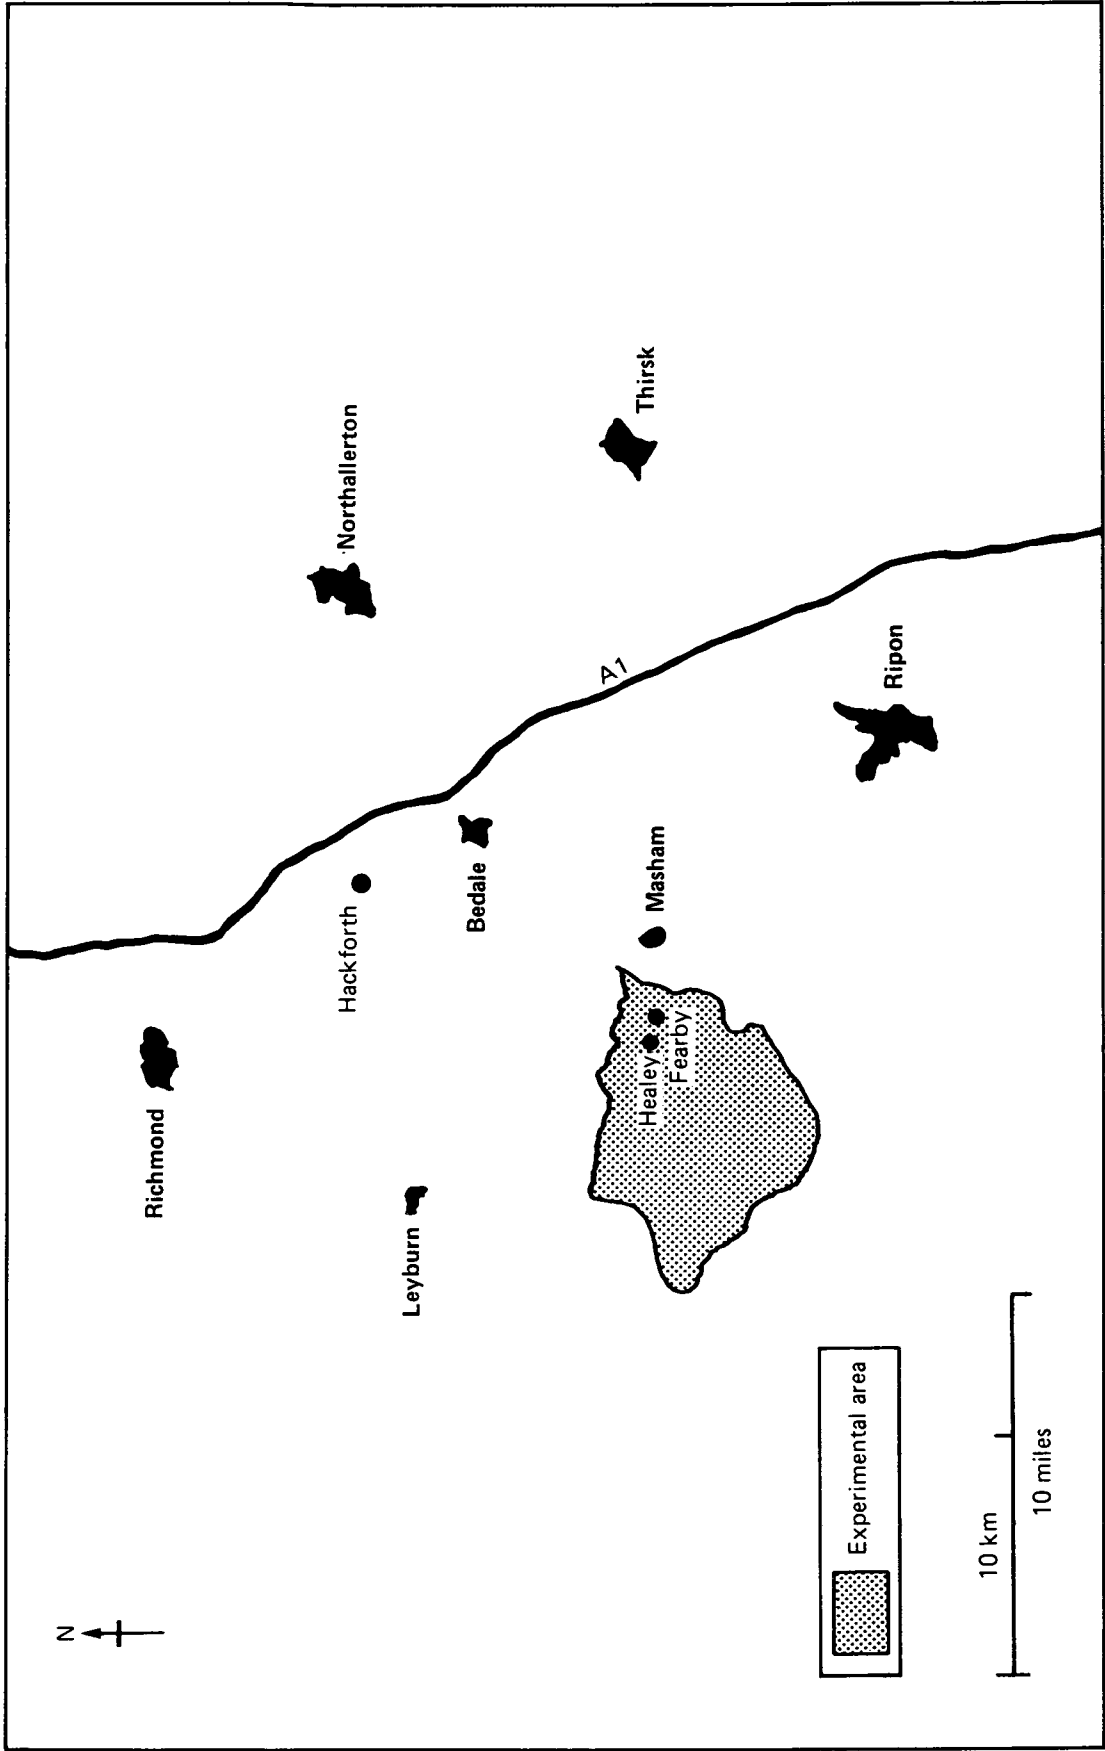 N
Richmond
Hackforth
Northallerton
Leyburn
Bedale
A1
Thirsk
Masham
Healey
Fearby
Ripon
Experimental area
10 km
10 miles